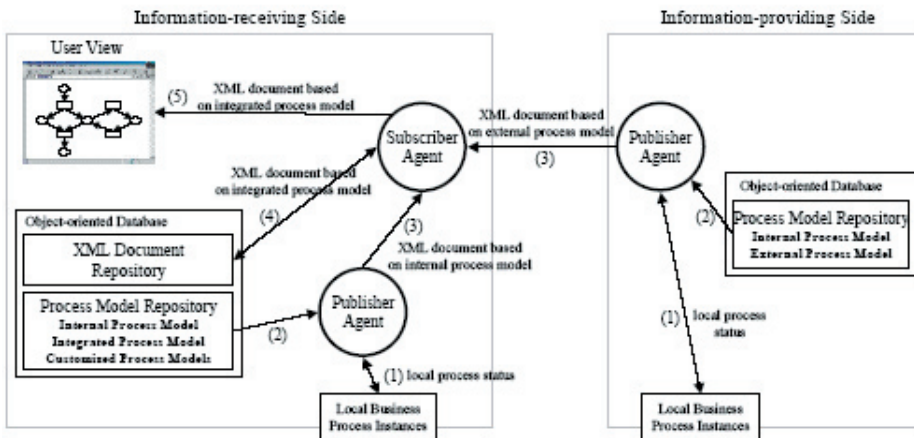 Information-receiving Side
Information-providing Side
User View
(5)
XML document based
on integrated process model
Subscriber
Agent
XML document based
on external process model
(3)
Publisher
Agent
XML document based
on integrated process model
(4)
(3)
XML document based
on internal process model
Object-oriented Database
XML Document
Repository
Process Model Repository
Internal Process Model
Integrated Process Model
Customized Process Models
(2)
Publisher
Agent
(1) local process status
Local Business
Process Instances
Object-oriented Database
(2)
Process Model Repository
Internal Process Model
External Process Model
(1)
local process
status
Local Business
Process Instances